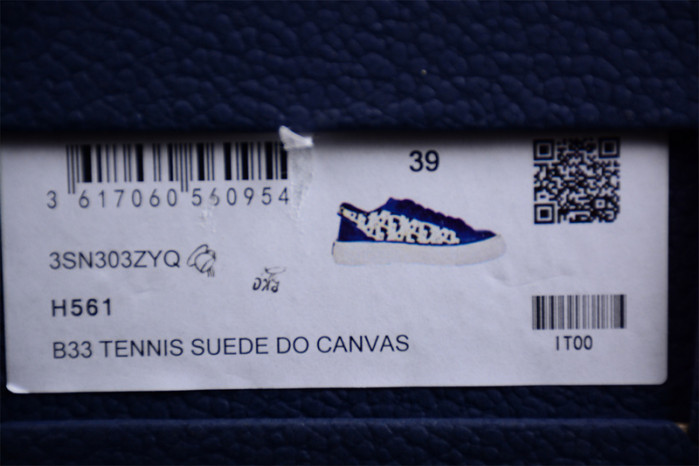 39
3 617060 560954
3SN303ZYQ
H561
B33 TENNIS SUEDE DO CANVAS
IT00